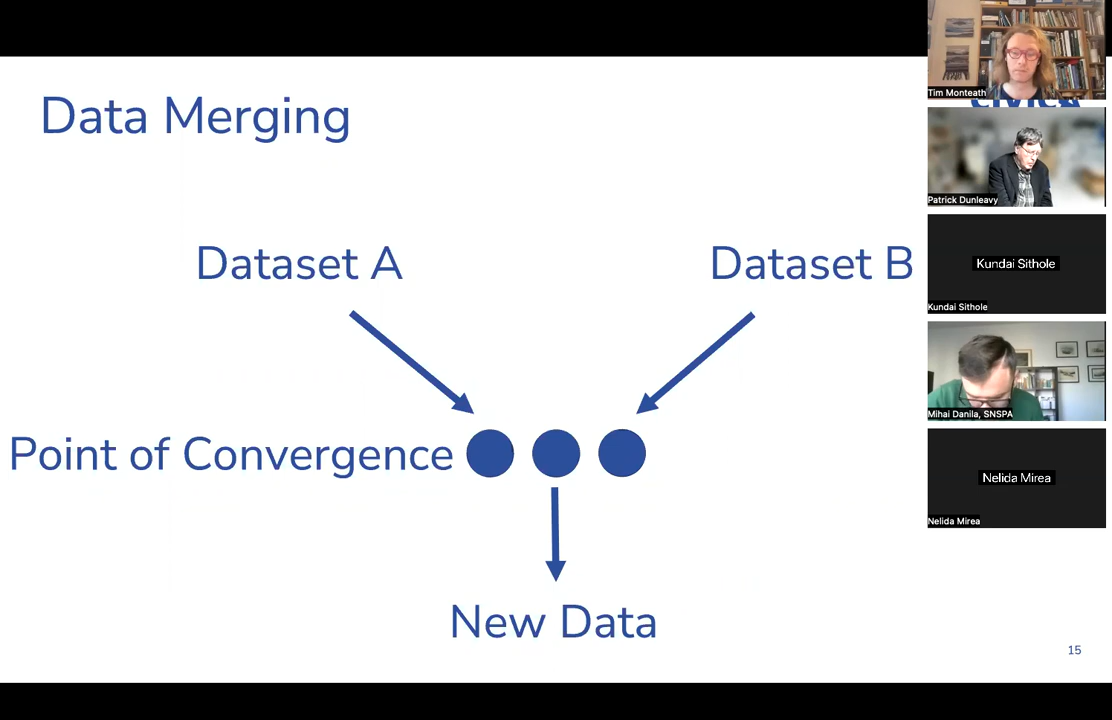 Data Merging
Dataset A
Dataset B
Point of Convergence
New Data
15
Tim Monteath
Patrick Dunleavy
Kundai Sithole
Kundai Sithole
Mihai Danila, SNSPA
Nelida Mirea
Nelida Mirea